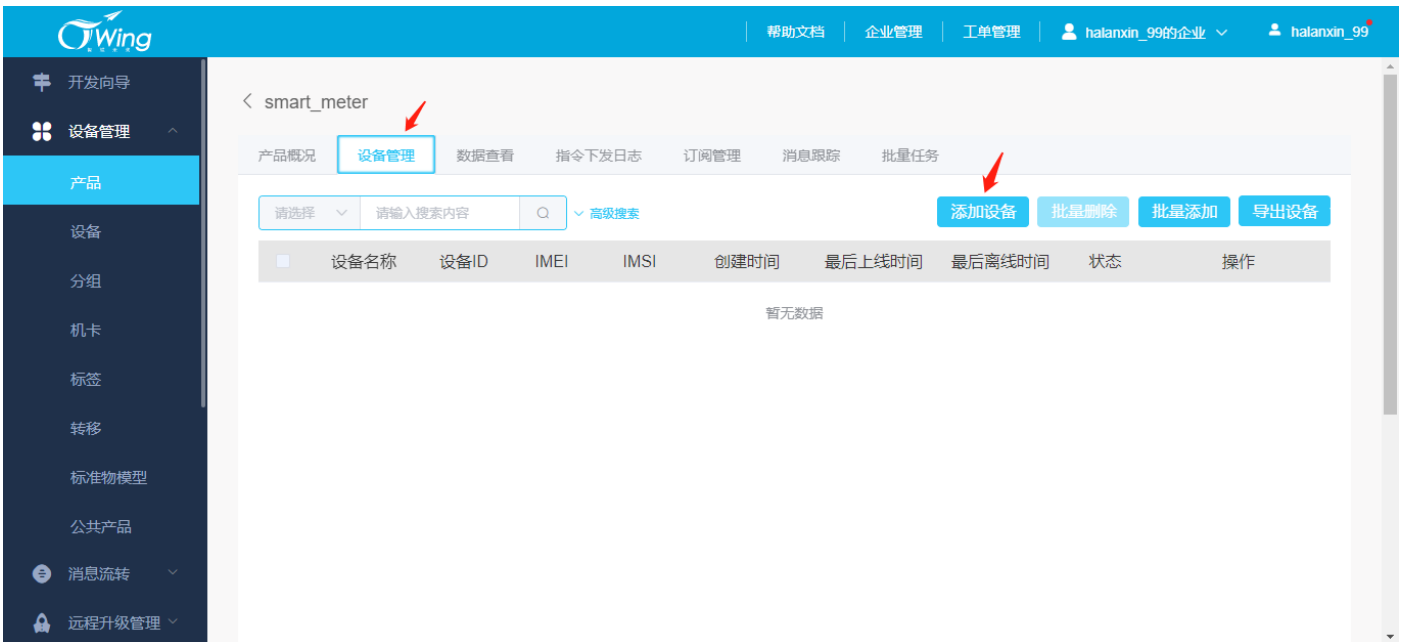 Wing
帮助文档
企业管理
工单管理
halanxin_99的企业
halanxin_99
开发向导
设备管理
产品
设备
分组
机卡
标签
转移
标准物模型
公共产品
消息流转
远程升级管理
smart_meter
产品概况 设备管理 数据查看 指令下发日志 订阅管理 消息跟踪 批量任务
请选择 请输入搜索内容 高级搜索 添加设备 批量删除 批量添加 导出设备
设备名称 设备ID IMEI IMSI 创建时间 最后上线时间 最后离线时间 状态 操作
暂无数据